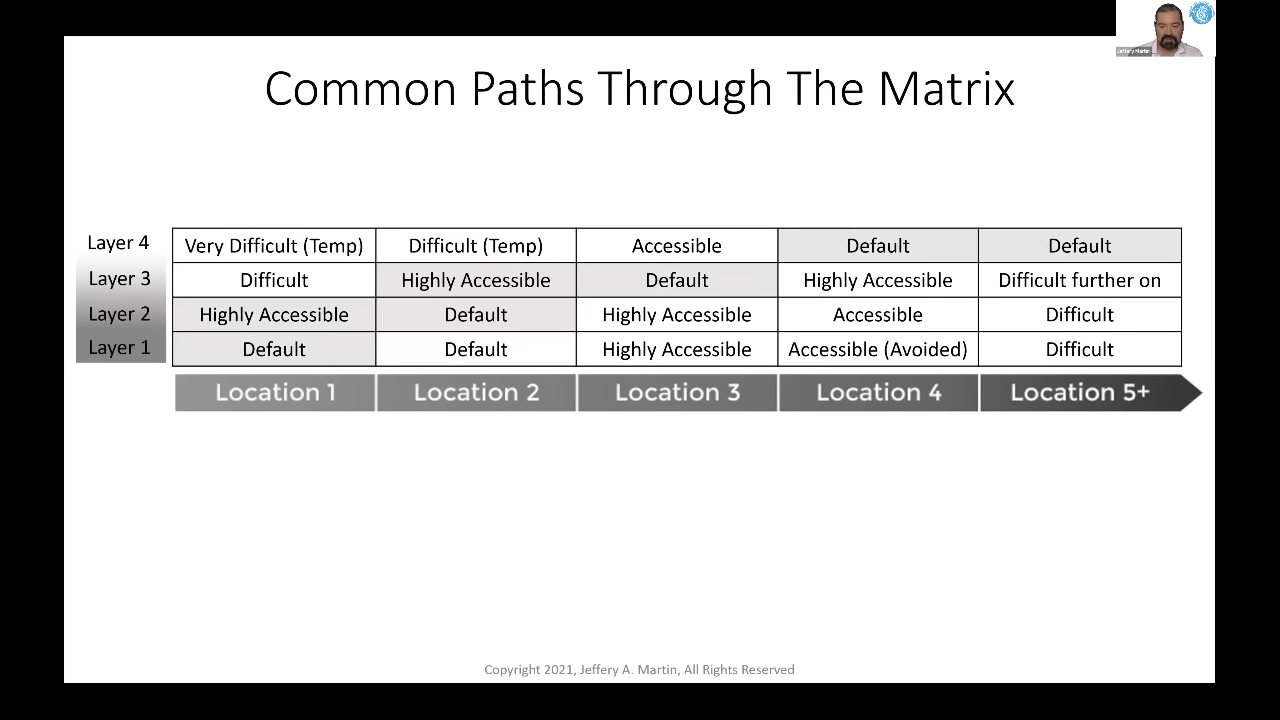 Jeffery Martin
Common Paths Through The Matrix
Layer 4 Very Difficult (Temp) Difficult (Temp) Accessible Default Default
Layer 3 Difficult Highly Accessible Default Highly Accessible Difficult further on
Layer 2 Highly Accessible Default Highly Accessible Accessible Difficult
Layer 1 Default Default Highly Accessible Accessible (Avoided) Difficult
Location 1 Location 2 Location 3 Location 4 Location 5+
Copyright 2021, Jeffery A. Martin, All Rights Reserved